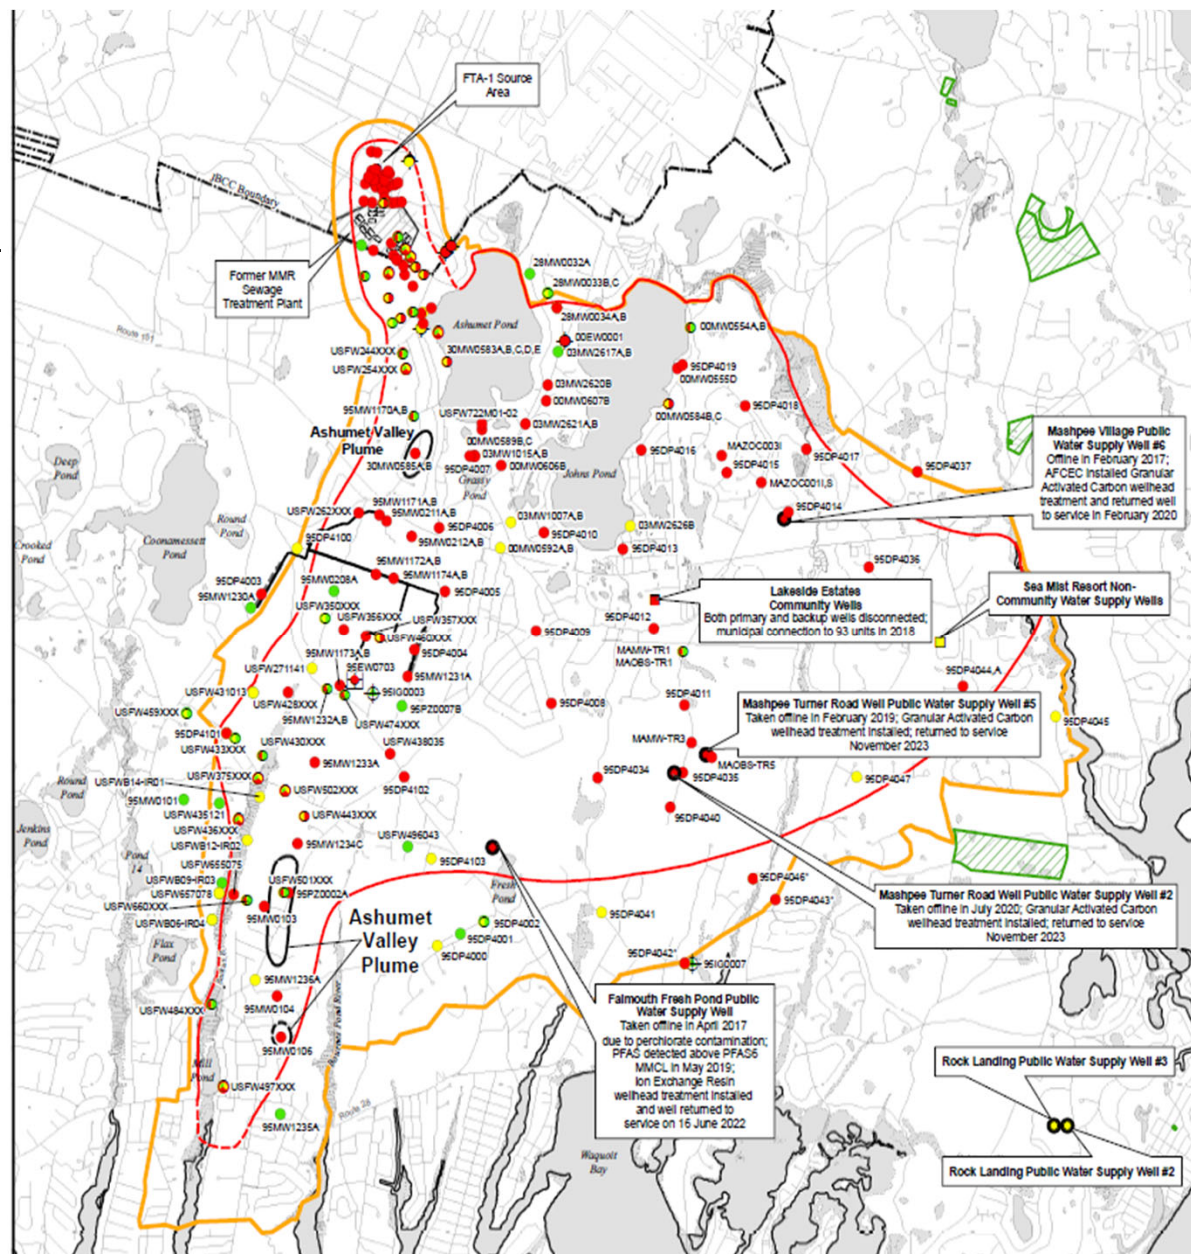 FTA-1 Source
Area
JBCC Boundary
Former MMR
Sewage
Treatment Plant
Route 151
Ashumet Pond
28MW0032A
28MW0033B,C
28MW0034A,B
00EW0001
03MW2617A,B
00MW0554A,B
30MW0583A,B,C,D,E
USFW244XXX
USFW254XXX
95DP4019
00MW0555D
03MW2620B
00MW0607B
00MW0584B,C
95DP4018
95MW1170A,B
USFW722M01-02
03MW2621A,B
Ashumet Valley
Plume
00MW0589B,C
03MW1015A,B
30MW0585A,B
95DP4007
00MW0606B
Grassy
Pond
Johns Pond
95DP4016
MAZOC003I
95DP4015
95DP4017
MAZOC001I,S
95DP4037
95DP4014
Mashpee Village Public
Water Supply Well #6
Offline in February 2017;
AFCEC Installed Granular
Activated Carbon wellhead
treatment and returned well
to service in February 2020
Deep
Pond
Round
Pond
Coonamessett
Pond
Crooked
Pond
95MW1171A,B
USFW262XXX
95MW0211A,B
95DP4006
95MW0212A,B
03MW1007A,B
95DP4010
00MW0592A,B
03MW2626B
95DP4013
95DP4100
95MW1172A,B
95MW1174A,B
95DP4003
95MW1230A
95MW0208A
95DP4005
95DP4036
USFW350XXX
USFW356XXX
USFW357XXX
USFW460XXX
95DP4009
95DP4012
Lakeside Estates
Community Wells
Both primary and backup wells disconnected;
municipal connection to 93 units in 2018
Sea Mist Resort Non-
Community Water Supply Wells
95MW1173A,B
95DP4004
USFW271141
95EW0703
95MW1231A
MAMW-TR1
MAOBS-TR1
95DP4044,A
USFW431013
USFW428XXX
95IG0003
95PZ0007B
95MW1232A,B
USFW474XXX
95DP4008
95DP4011
95DP4045
USFW459XXX
95DP4101
USFW433XXX
USFW430XXX
USFW438035
95MW1233A
Mashpee Turner Road Well Public Water Supply Well #5
Taken offline in February 2019; Granular Activated Carbon
wellhead treatment installed; returned to service
November 2023
MAMW-TR3
MAOBS-TR5
95DP4034
95DP4035
95DP4047
Round
Pond
USFWB14-IR01
USFW375XXX
95DP4102
USFW502XXX
95MW0101
USFW435121
USFW443XXX
95DP4040
Jenkins
Pond
USFW436XXX
USFWB12-IR02
95MW1234C
USFW496043
95DP4103
Pond
14
USFW655075
USFWB09-IR03
USFW501XXX
USFW657078
95PZ0002A
USFW660XXX
95MW0103
USFWB06-IR04
Fresh
Pond
95DP4046*
95DP4043*
Mashpee Turner Road Well Public Water Supply Well #2
Taken offline in July 2020; Granular Activated Carbon
wellhead treatment installed; returned to service
November 2023
Ashumet
Valley
Plume
95DP4002
95DP4001
95DP4000
95DP4041
Flax
Pond
95DP4042*
95IG0007
95MW1236A
USFW484XXX
95MW0104
95MW0106
Mill
Pond
USFW497XXX
95MW1235A
Route 28
Falmouth Fresh Pond Public
Water Supply Well
Taken offline in April 2017
due to perchlorate contamination;
PFAS detected above PFAS6
MMCL in May 2019;
Ion Exchange Resin
wellhead treatment installed
and well returned to
service on 16 June 2022
Waquoit
Bay
Rock Landing Public Water Supply Well #3
Rock Landing Public Water Supply Well #2